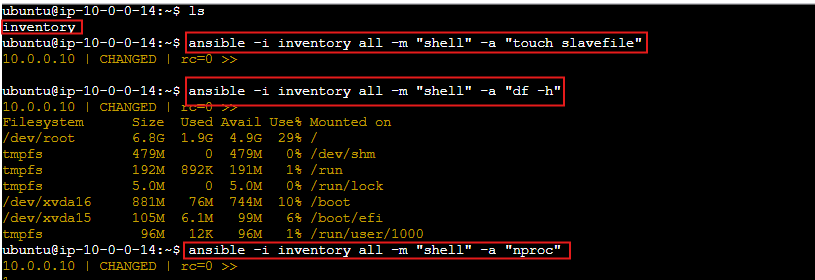 ubuntu@ip-10-0-0-14:~$ ls
inventory
ubuntu@ip-10-0-0-14:~$ ansible -i inventory all -m "shell" -a "touch slavefile"
10.0.0.10 | CHANGED | rc=0 >>
ubuntu@ip-10-0-0-14:~$ ansible -i inventory all -m "shell" -a "df -h"
10.0.0.10 | CHANGED | rc=0 >>
Filesystem      Size  Used Avail Use% Mounted on
/dev/root       6.8G  1.9G  4.9G  29% /
tmpfs           479M     0  479M   0% /dev/shm
tmpfs           192M  892K  191M   1% /run
tmpfs           5.0M     0  5.0M   0% /run/lock
/dev/xvda16     881M   76M  744M  10% /boot
/dev/xvda15     105M  6.1M   99M   6% /boot/efi
tmpfs            96M   12K   96M   1% /run/user/1000
ubuntu@ip-10-0-0-14:~$ ansible -i inventory all -m "shell" -a "nproc"
10.0.0.10 | CHANGED | rc=0 >>